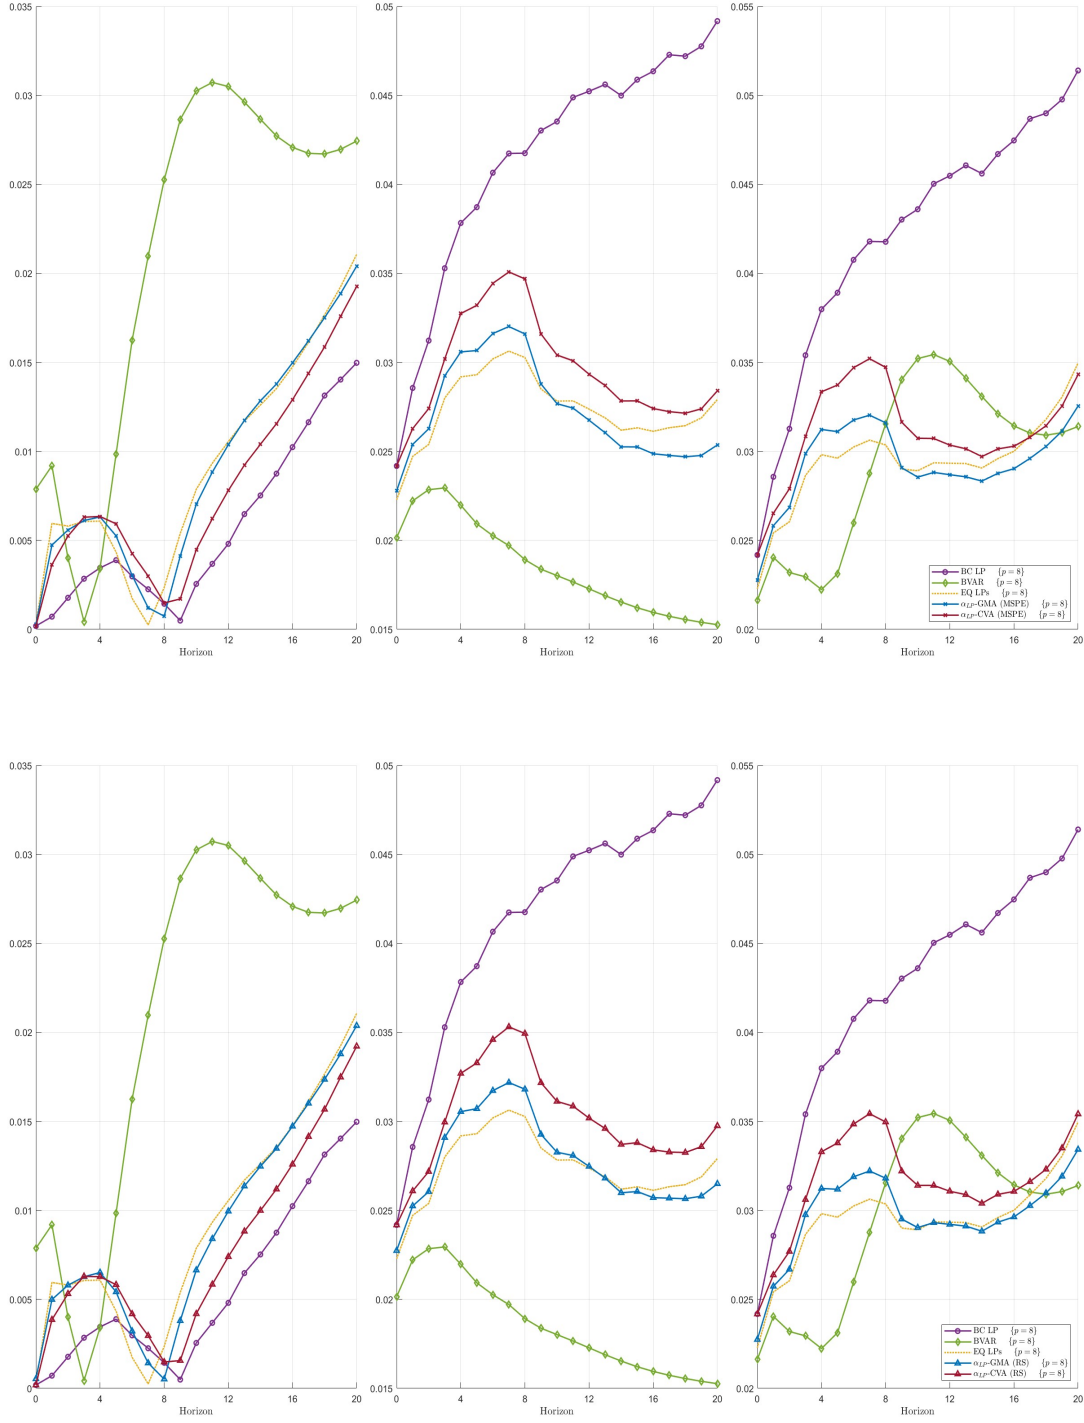 0.035
0.03
0.025
0.02
0.015
0.01
0.005
0
0 4 8 12 16 20
Horizon
0.05
0.045
0.04
0.035
0.03
0.025
0.02
0.015
0 4 8 12 16 20
Horizon
0.055
0.05
0.045
0.04
0.035
0.03
0.025
0.02
BC LP {p = 8}
BVAR {p = 8}
EQ LPs {p = 8}
α_LP-GMA (MSPE) {p = 8}
α_LP-CVA (MSPE) {p = 8}
0 4 8 12 16 20
Horizon
0.035
0.03
0.025
0.02
0.015
0.01
0.005
0
0 4 8 12 16 20
Horizon
0.05
0.045
0.04
0.035
0.03
0.025
0.02
0.015
0 4 8 12 16 20
Horizon
0.055
0.05
0.045
0.04
0.035
0.03
0.025
0.02
BC LP {p = 8}
BVAR {p = 8}
EQ LPs {p = 8}
α_LP-GMA (RS) {p = 8}
α_LP-CVA (RS) {p = 8}
0 4 8 12 16 20
Horizon